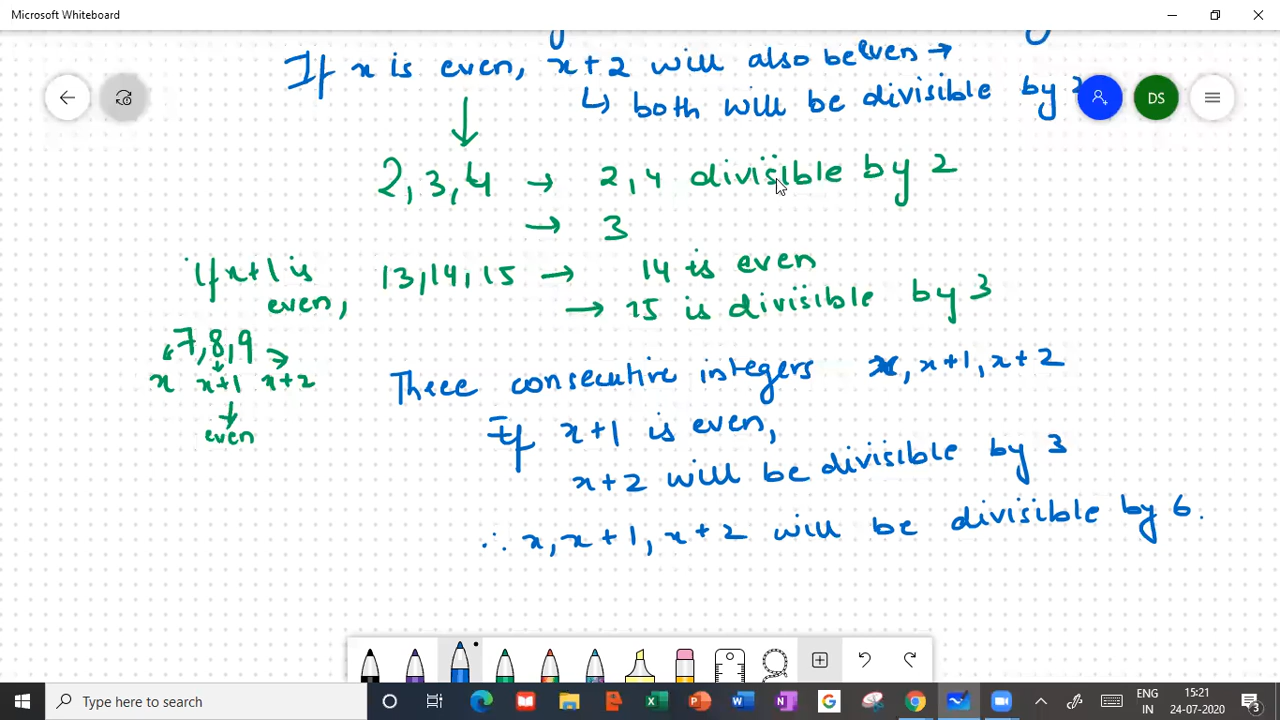 Microsoft Whiteboard
If x is even, x+2 will also be even →
↳ both will be divisible by 2
DS
2, 3, 4 → 2, 4 divisible by 2
→ 3
if x+1 is even,
13, 14, 15 → 14 is even
→ 15 is divisible by 3
7, 8, 9
x x+1 x+2
even
Three consecutive integers x, x+1, x+2
If x+1 is even,
x+2 will be divisible by 3
∴ x, x+1, x+2 will be divisible by 6.
Type here to search
ENG
IN
15:21
24-07-2020
3